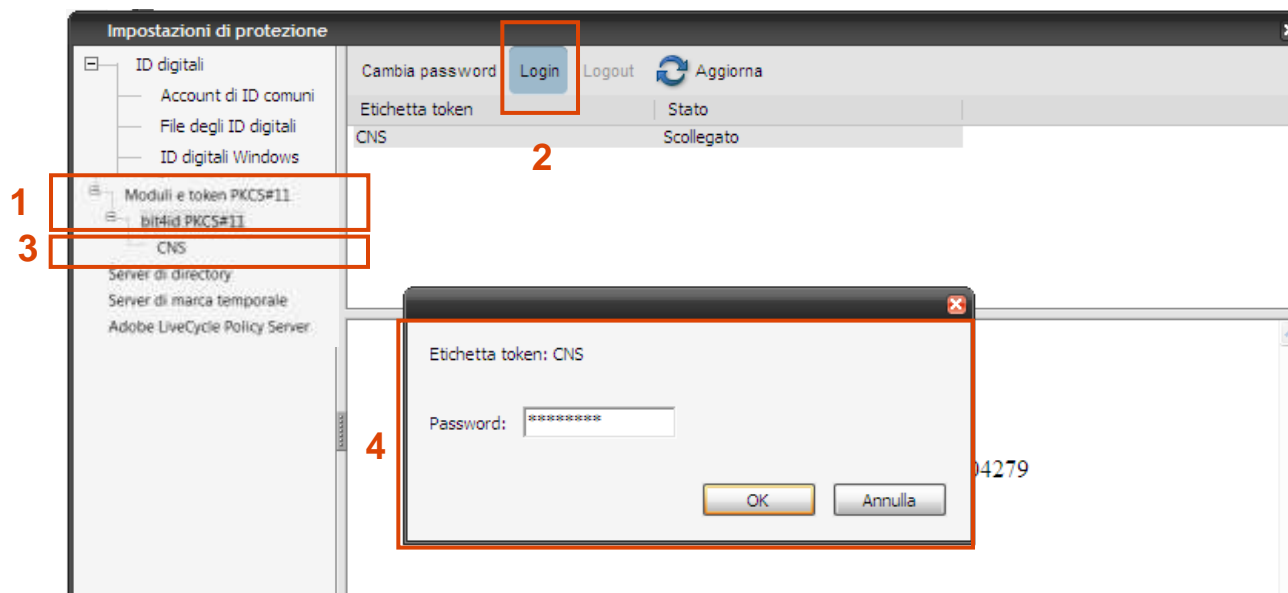 Impostazioni di protezione
ID digitali
Account di ID comuni
File degli ID digitali
ID digitali Windows
1
Moduli e token PKCS#11
bit4id PKCS#11
3
CNS
Server di directory
Server di marca temporale
Adobe LiveCycle Policy Server
Cambia password Login Logout Aggiorna
Etichetta token Stato
CNS Scollegato
2
Etichetta token: CNS
Password: ********
4
OK Annulla
04279